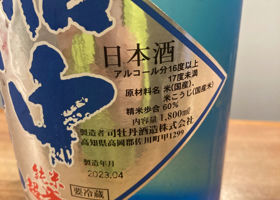 日本酒
アルコール分16度以上
17度未満
原材料名 米(国産)、
米こうじ(国産米)
精米歩合 60%
内容量 1,800ml
製造者 司牡丹酒造株式会社
高知県高岡郡佐川町甲1299
製造年月
2023.04
要冷蔵
純米